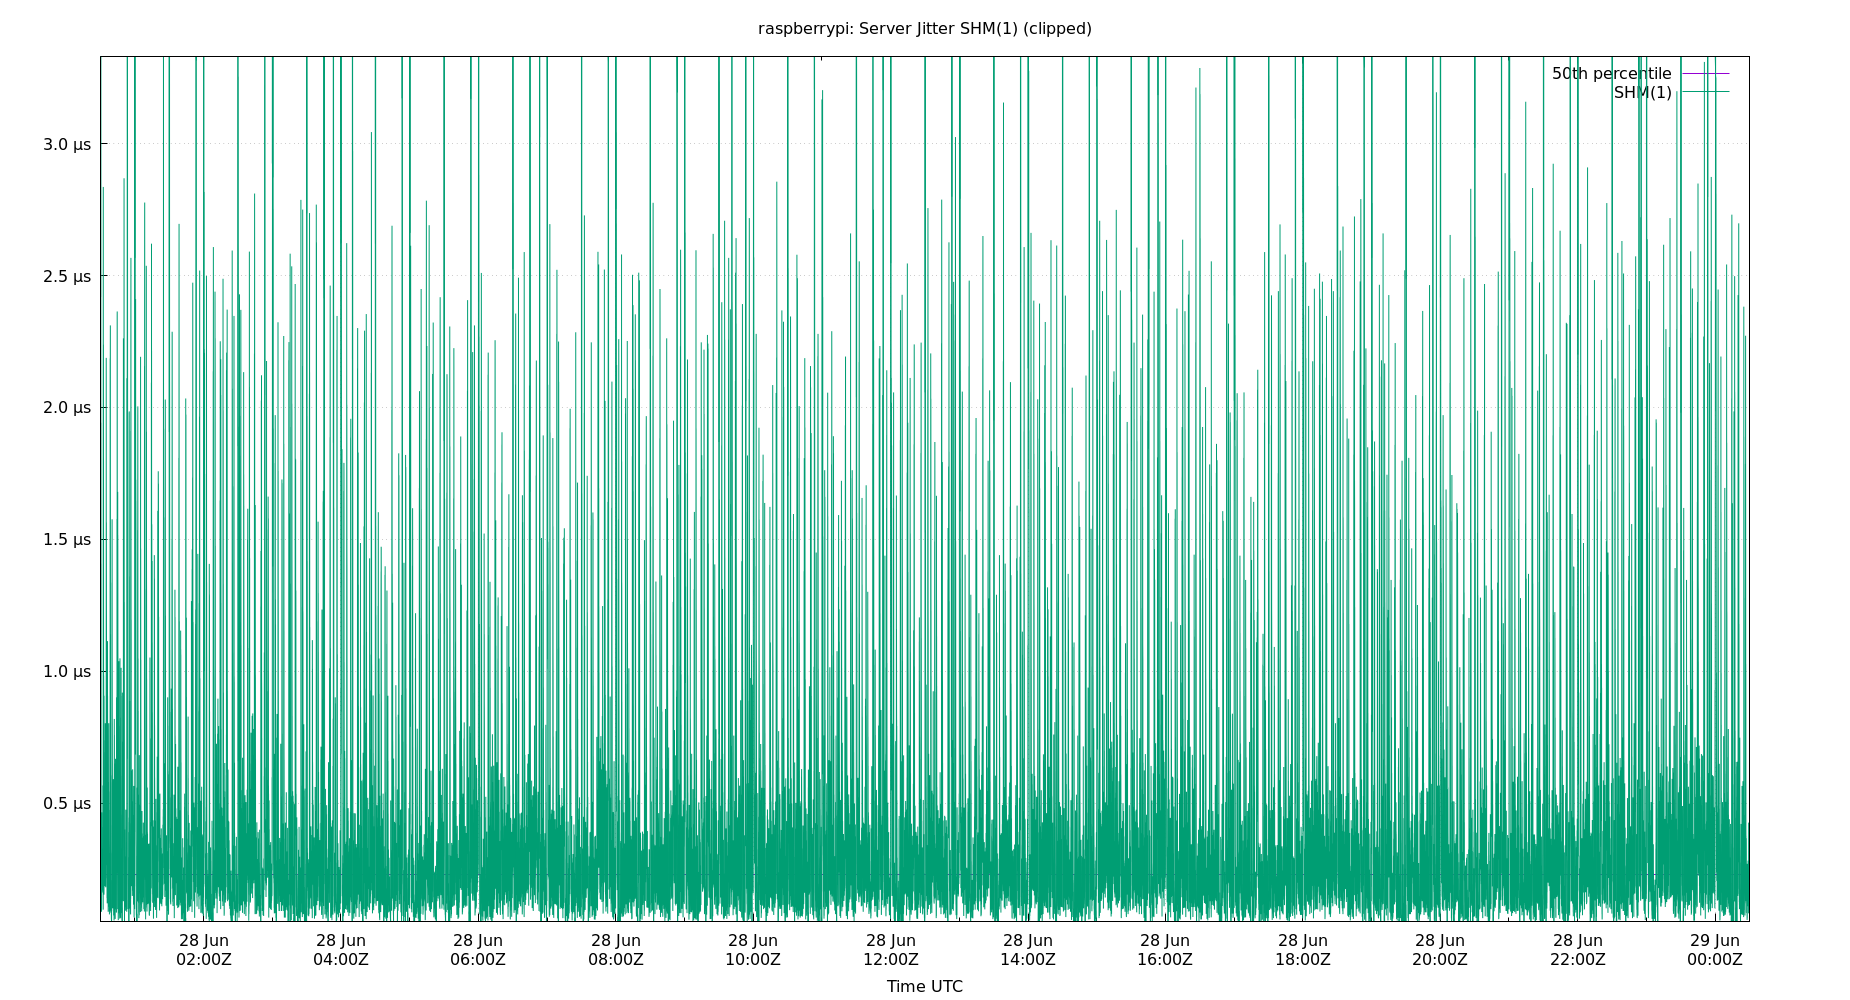 raspberrypi: Server Jitter SHM(1) (clipped)
50th percentile
SHM(1)
3.0 µs
2.5 µs
2.0 µs
1.5 µs
1.0 µs
0.5 µs
28 Jun 28 Jun 28 Jun 28 Jun 28 Jun 28 Jun 28 Jun 28 Jun 28 Jun 28 Jun 28 Jun 29 Jun
02:00Z 04:00Z 06:00Z 08:00Z 10:00Z 12:00Z 14:00Z 16:00Z 18:00Z 20:00Z 22:00Z 00:00Z
Time UTC